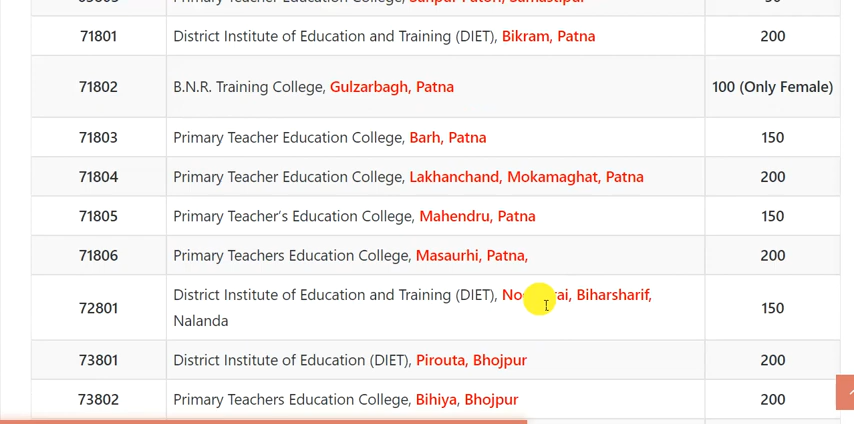 71801 District Institute of Education and Training (DIET), Bikram, Patna 200
71802 B.N.R. Training College, Gulzarbagh, Patna 100 (Only Female)
71803 Primary Teacher Education College, Barh, Patna 150
71804 Primary Teacher Education College, Lakhanchand, Mokamaghat, Patna 200
71805 Primary Teacher’s Education College, Mahendru, Patna 150
71806 Primary Teachers Education College, Masaurhi, Patna, 200
72801 District Institute of Education and Training (DIET), Biharsharif, 150
Nalanda
73801 District Institute of Education (DIET), Pirouta, Bhojpur 200
73802 Primary Teachers Education College, Bihiya, Bhojpur 200